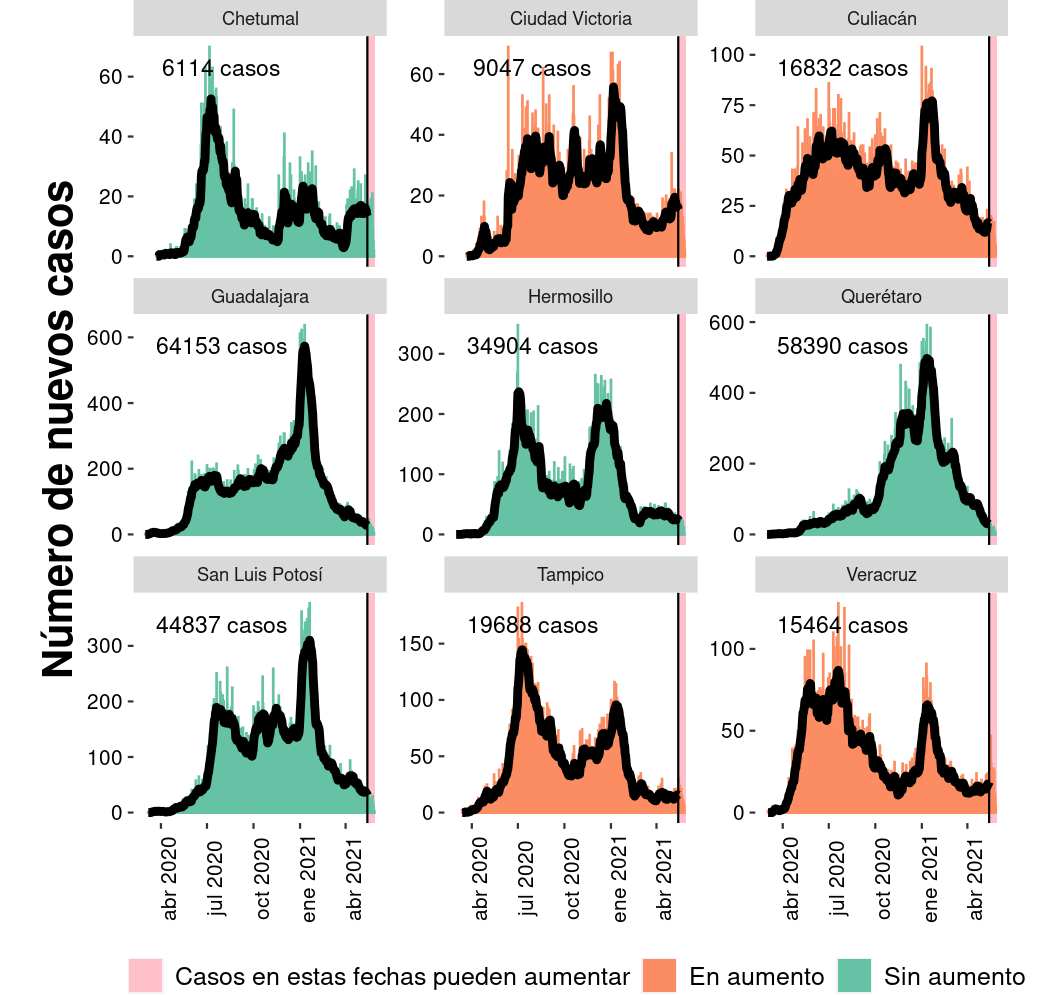 Número de nuevos casos
Chetumal
6114 casos
60
40
20
0
Ciudad Victoria
9047 casos
60
40
20
0
Culiacán
16832 casos
100
75
50
25
0
Guadalajara
64153 casos
600
400
200
0
Hermosillo
34904 casos
300
200
100
0
Querétaro
58390 casos
600
400
200
0
San Luis Potosí
44837 casos
300
200
100
0
Tampico
19688 casos
150
100
50
0
Veracruz
15464 casos
100
50
0
abr 2020
jul 2020
oct 2020
ene 2021
abr 2021
abr 2020
jul 2020
oct 2020
ene 2021
abr 2021
abr 2020
jul 2020
oct 2020
ene 2021
abr 2021
Casos en estas fechas pueden aumentar
En aumento
Sin aumento